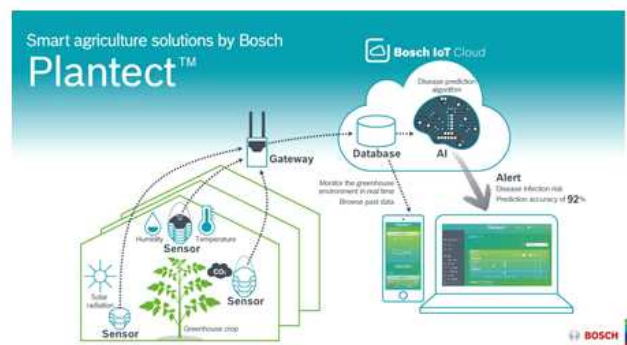 Smart agriculture solutions by Bosch
Plantect™
Bosch IoT Cloud
Disease prediction
algorithm
Database
AI
Gateway
Monitor the greenhouse
environment in real time
Browse past data
Alert
Disease infection risk
Prediction accuracy of 92%
Humidity
Temperature
Sensor
CO₂
Sensor
Solar
radiation
Greenhouse crop
Sensor
BOSCH